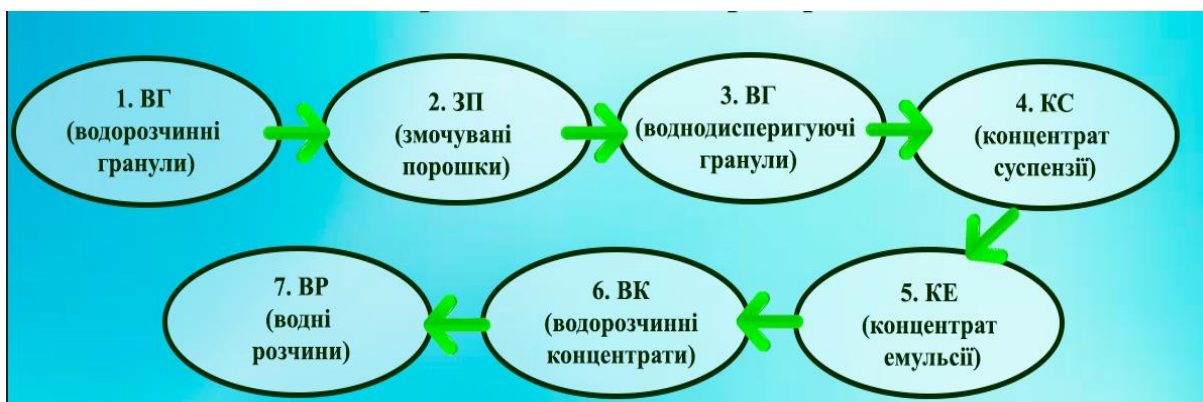 1. ВГ
(водорозчинні
гранули)
2. ЗП
(змочувані
порошки)
3. ВГ
(воднодисперигуючі
гранули)
4. КС
(концентрат
суспензії)
5. КЕ
(концентрат
емульсії)
6. ВК
(водорозчинні
концентрати)
7. ВР
(водні
розчини)